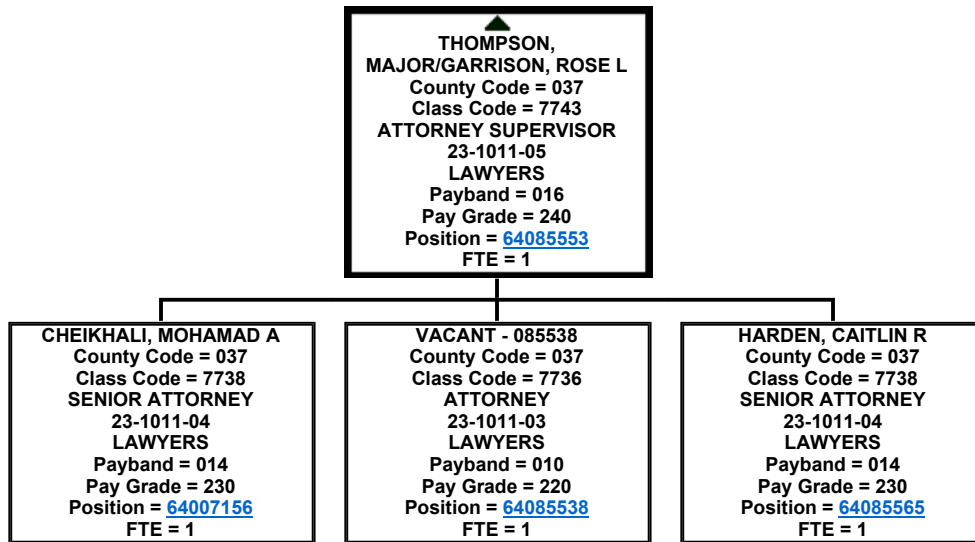 THOMPSON,
MAJOR/GARRISON, ROSE L
County Code = 037
Class Code = 7743
ATTORNEY SUPERVISOR
23-1011-05
LAWYERS
Payband = 016
Pay Grade = 240
Position = 64085553
FTE = 1
CHEIKHALI, MOHAMAD A
County Code = 037
Class Code = 7738
SENIOR ATTORNEY
23-1011-04
LAWYERS
Payband = 014
Pay Grade = 230
Position = 64007156
FTE = 1
VACANT - 085538
County Code = 037
Class Code = 7736
ATTORNEY
23-1011-03
LAWYERS
Payband = 010
Pay Grade = 220
Position = 64085538
FTE = 1
HARDEN, CAITLIN R
County Code = 037
Class Code = 7738
SENIOR ATTORNEY
23-1011-04
LAWYERS
Payband = 014
Pay Grade = 230
Position = 64085565
FTE = 1